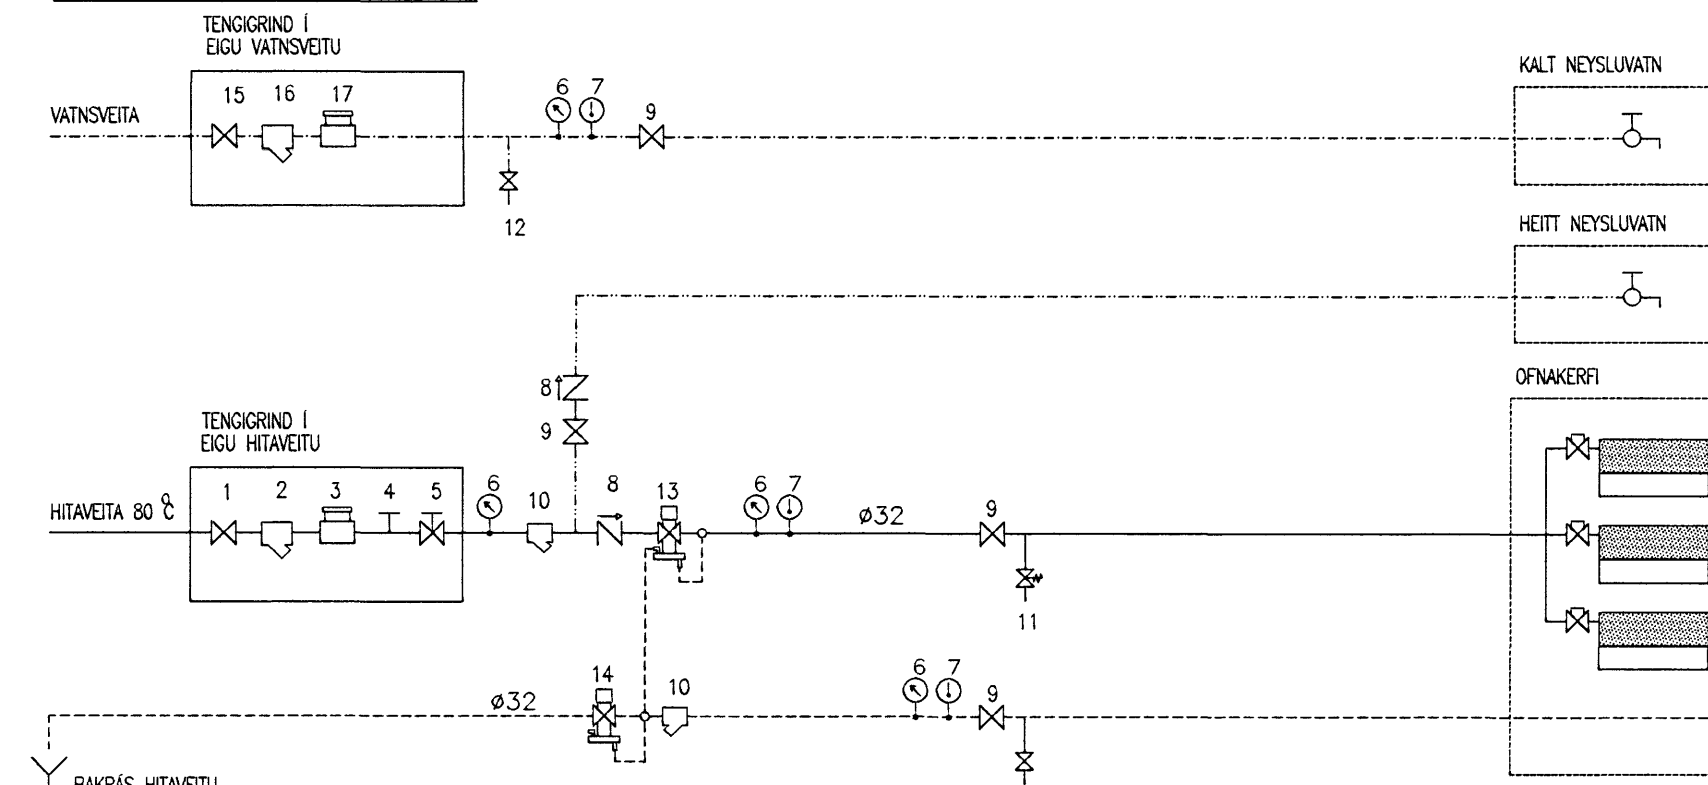 TENGIGRIND Í
EIGU VATNSVEITU
KALT NEYSLUVATN
VATNSVEITA
15 16 17
6 7
9
12
HEITT NEYSLUVATN
OFNAKERFI
8
9
TENGIGRIND Í
EIGU HITAVEITU
HITAVEITA 80 °C
1 2 3 4 5
6
10
8
13
6 7
ø32
9
11
ø32
14
10
6 7
9
BAKRÁS HITAVEITU